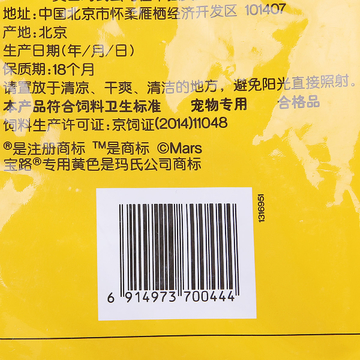 地址:中国北京市怀柔雁栖经济开发区 101407
产地:北京
生产日期(年/月/日)
保质期:18个月
请置放于清凉、干爽、清洁的地方,避免阳光直接照射.
本产品符合饲料卫生标准 宠物专用 合格品
饲料生产许可证:京饲证(2014)11048
®是注册商标 ™是商标 ©Mars
宝路®专用黄色是玛氏公司商标
1316951
6 914973 700444